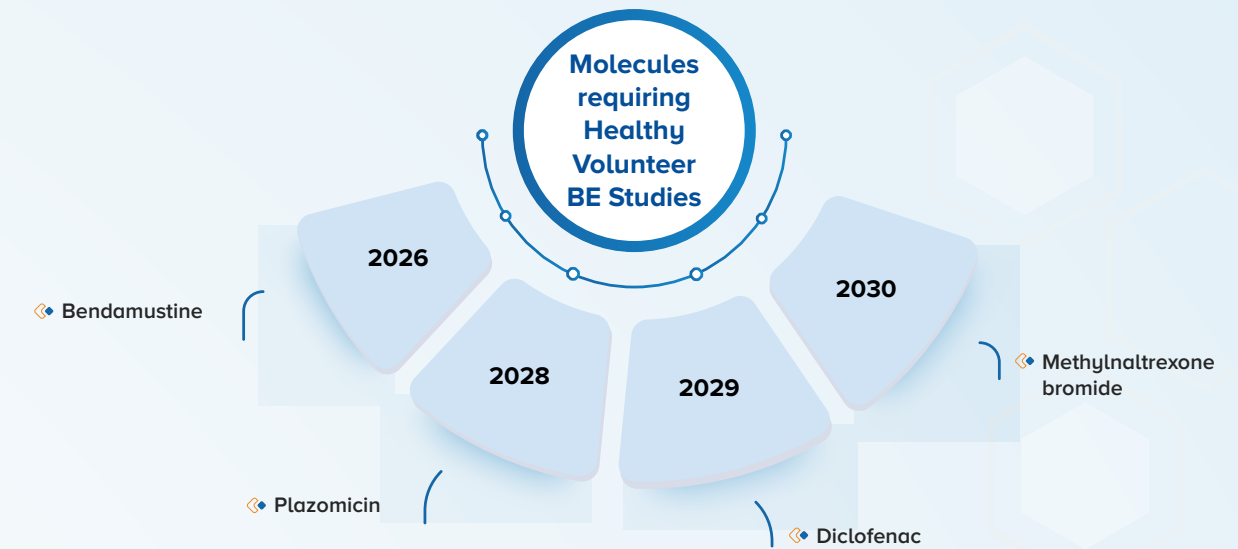 Molecules
requiring
Healthy
Volunteer
BE Studies
2026
Bendamustine
2028
Plazomicin
2029
Diclofenac
2030
Methylnaltrexone
bromide